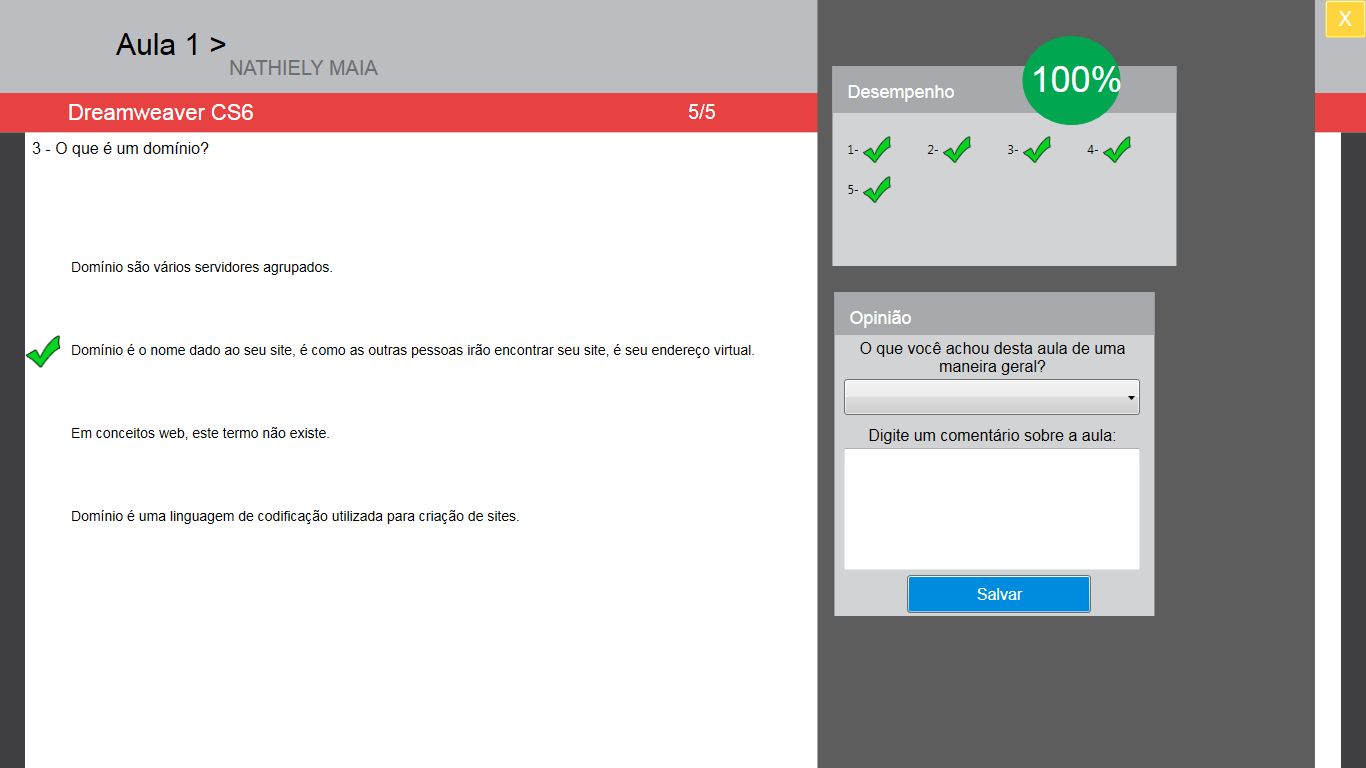 Aula 1 >
NATHIELY MAIA
Dreamweaver CS6
5/5
3 - O que é um domínio?
Domínio são vários servidores agrupados.
Domínio é o nome dado ao seu site, é como as outras pessoas irão encontrar seu site, é seu endereço virtual.
Em conceitos web, este termo não existe.
Domínio é uma linguagem de codificação utilizada para criação de sites.
X
Desempenho
100%
1-
2-
3-
4-
5-
Opinião
O que você achou desta aula de uma
maneira geral?
Digite um comentário sobre a aula:
Salvar